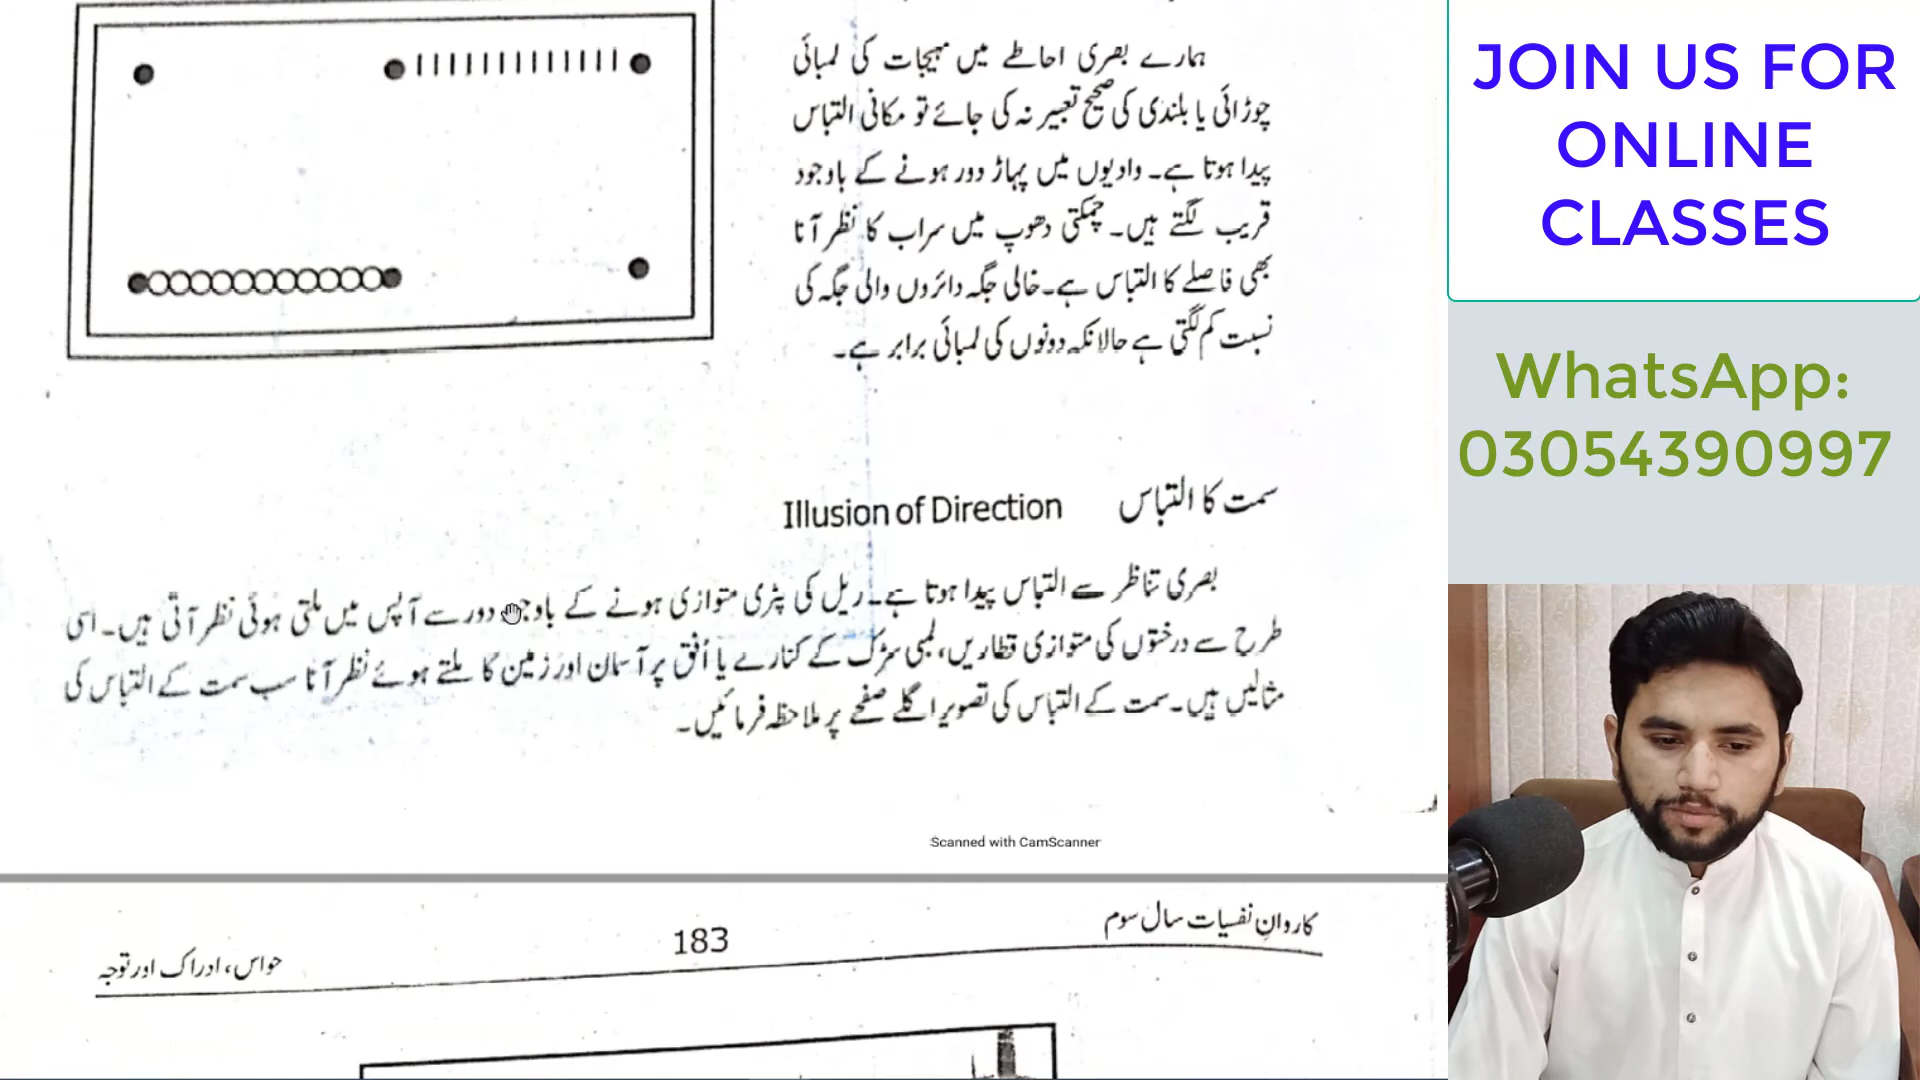 ہمارے بصری احاطے میں مہیجات کی لمبائی
چوڑائی یا بلندی کی صحیح تعبیر نہ کی جائے تو مکانی التباس
پیدا ہوتا ہے۔ وادیوں میں پہاڑ دور ہونے کے باوجود
قریب لگتے ہیں۔ چمکتی دھوپ میں سراب کا نظر آنا
بھی فاصلے کا التباس ہے۔ خالی جگہ دائروں والی جگہ کی
نسبت کم لگتی ہے حالانکہ دونوں کی لمبائی برابر ہے۔
سمت کا التباس Illusion of Direction
بصری تناظر سے التباس پیدا ہوتا ہے۔ ریل کی پٹری متوازی ہونے کے باوجود دور سے آپس میں ملتی ہوئی نظر آتی ہیں۔ اسی
طرح سے درختوں کی متوازی قطاریں، لمبی سڑک کے کنارے یا اُفق پر آسمان اور زمین کا ملتے ہوئے نظر آنا سب سمت کے التباس کی
مثالیں ہیں۔ سمت کے التباس کی تصویر اگلے صفحے پر ملاحظہ فرمائیں۔
Scanned with CamScanner
کاروانِ نفسیات سال سوم
183
حواس، ادراک اور توجہ
JOIN US FOR
ONLINE
CLASSES
WhatsApp:
03054390997